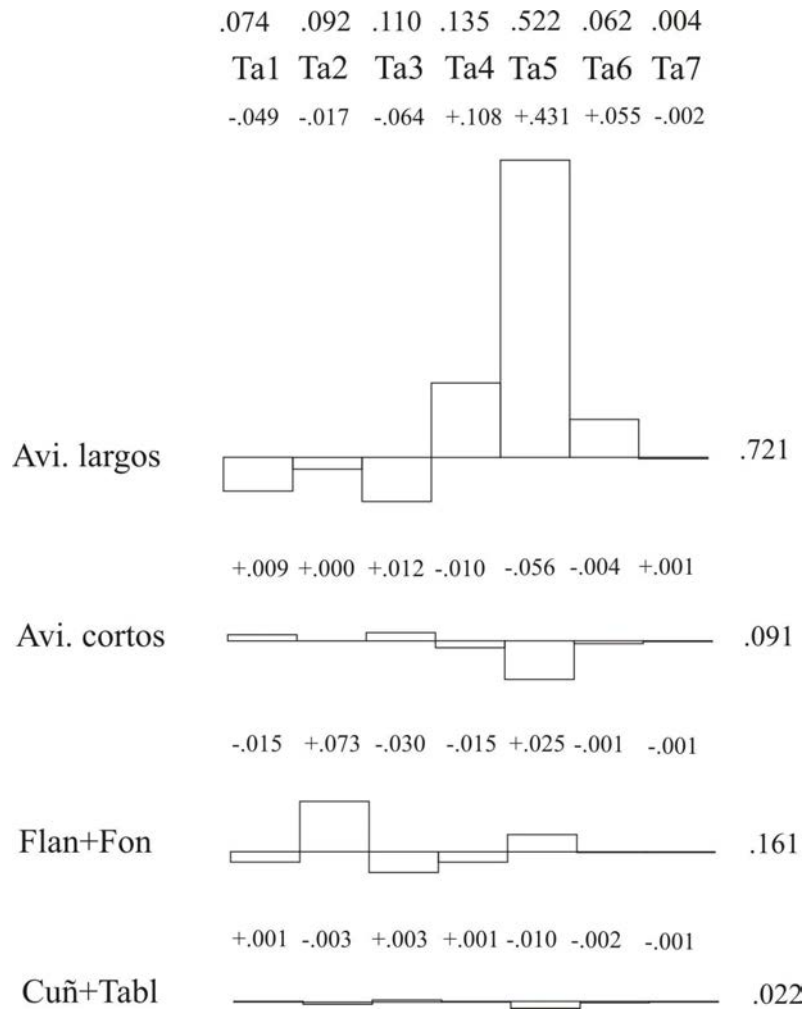 .074 .092 .110 .135 .522 .062 .004
Ta1 Ta2 Ta3 Ta4 Ta5 Ta6 Ta7
-.049 -.017 -.064 +.108 +.431 +.055 -.002
Avi. largos .721
+.009 +.000 +.012 -.010 -.056 -.004 +.001
Avi. cortos .091
-.015 +.073 -.030 -.015 +.025 -.001 -.001
Flan+Fon .161
+.001 -.003 +.003 +.001 -.010 -.002 -.001
Cuñ+Tabl .022